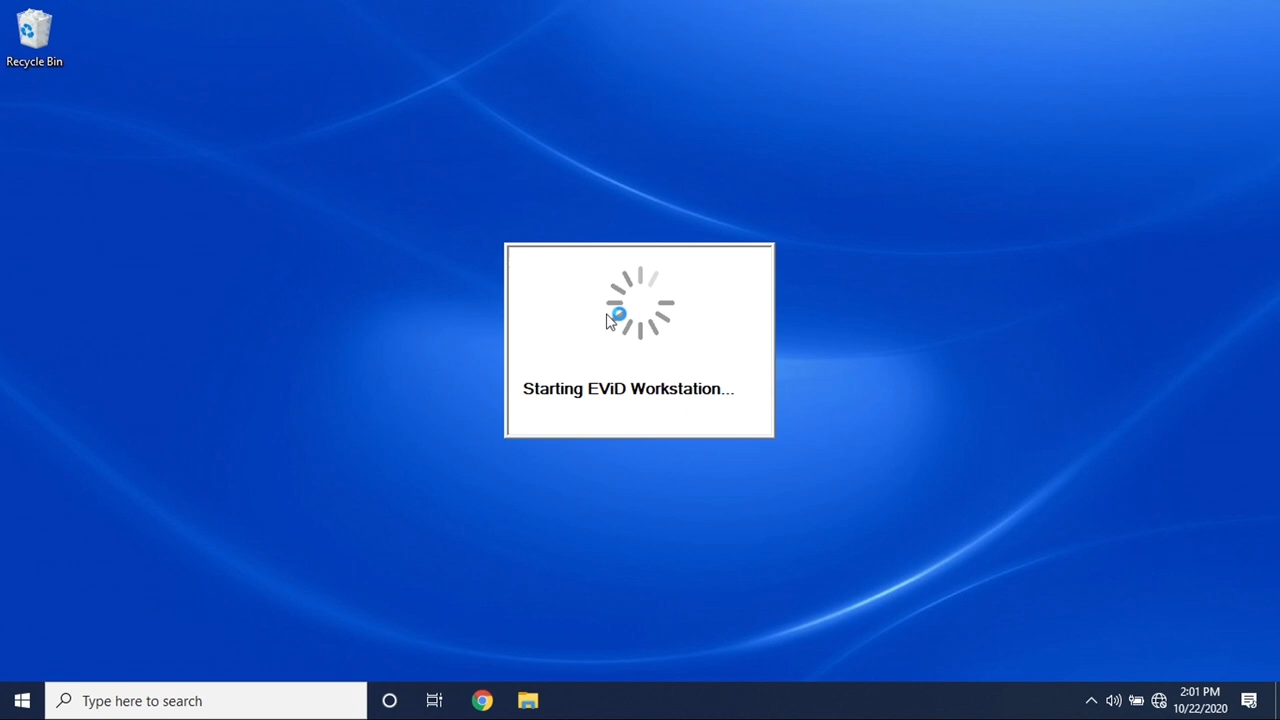 Recycle Bin
Starting EViD Workstation...
Type here to search
2:01 PM
10/22/2020